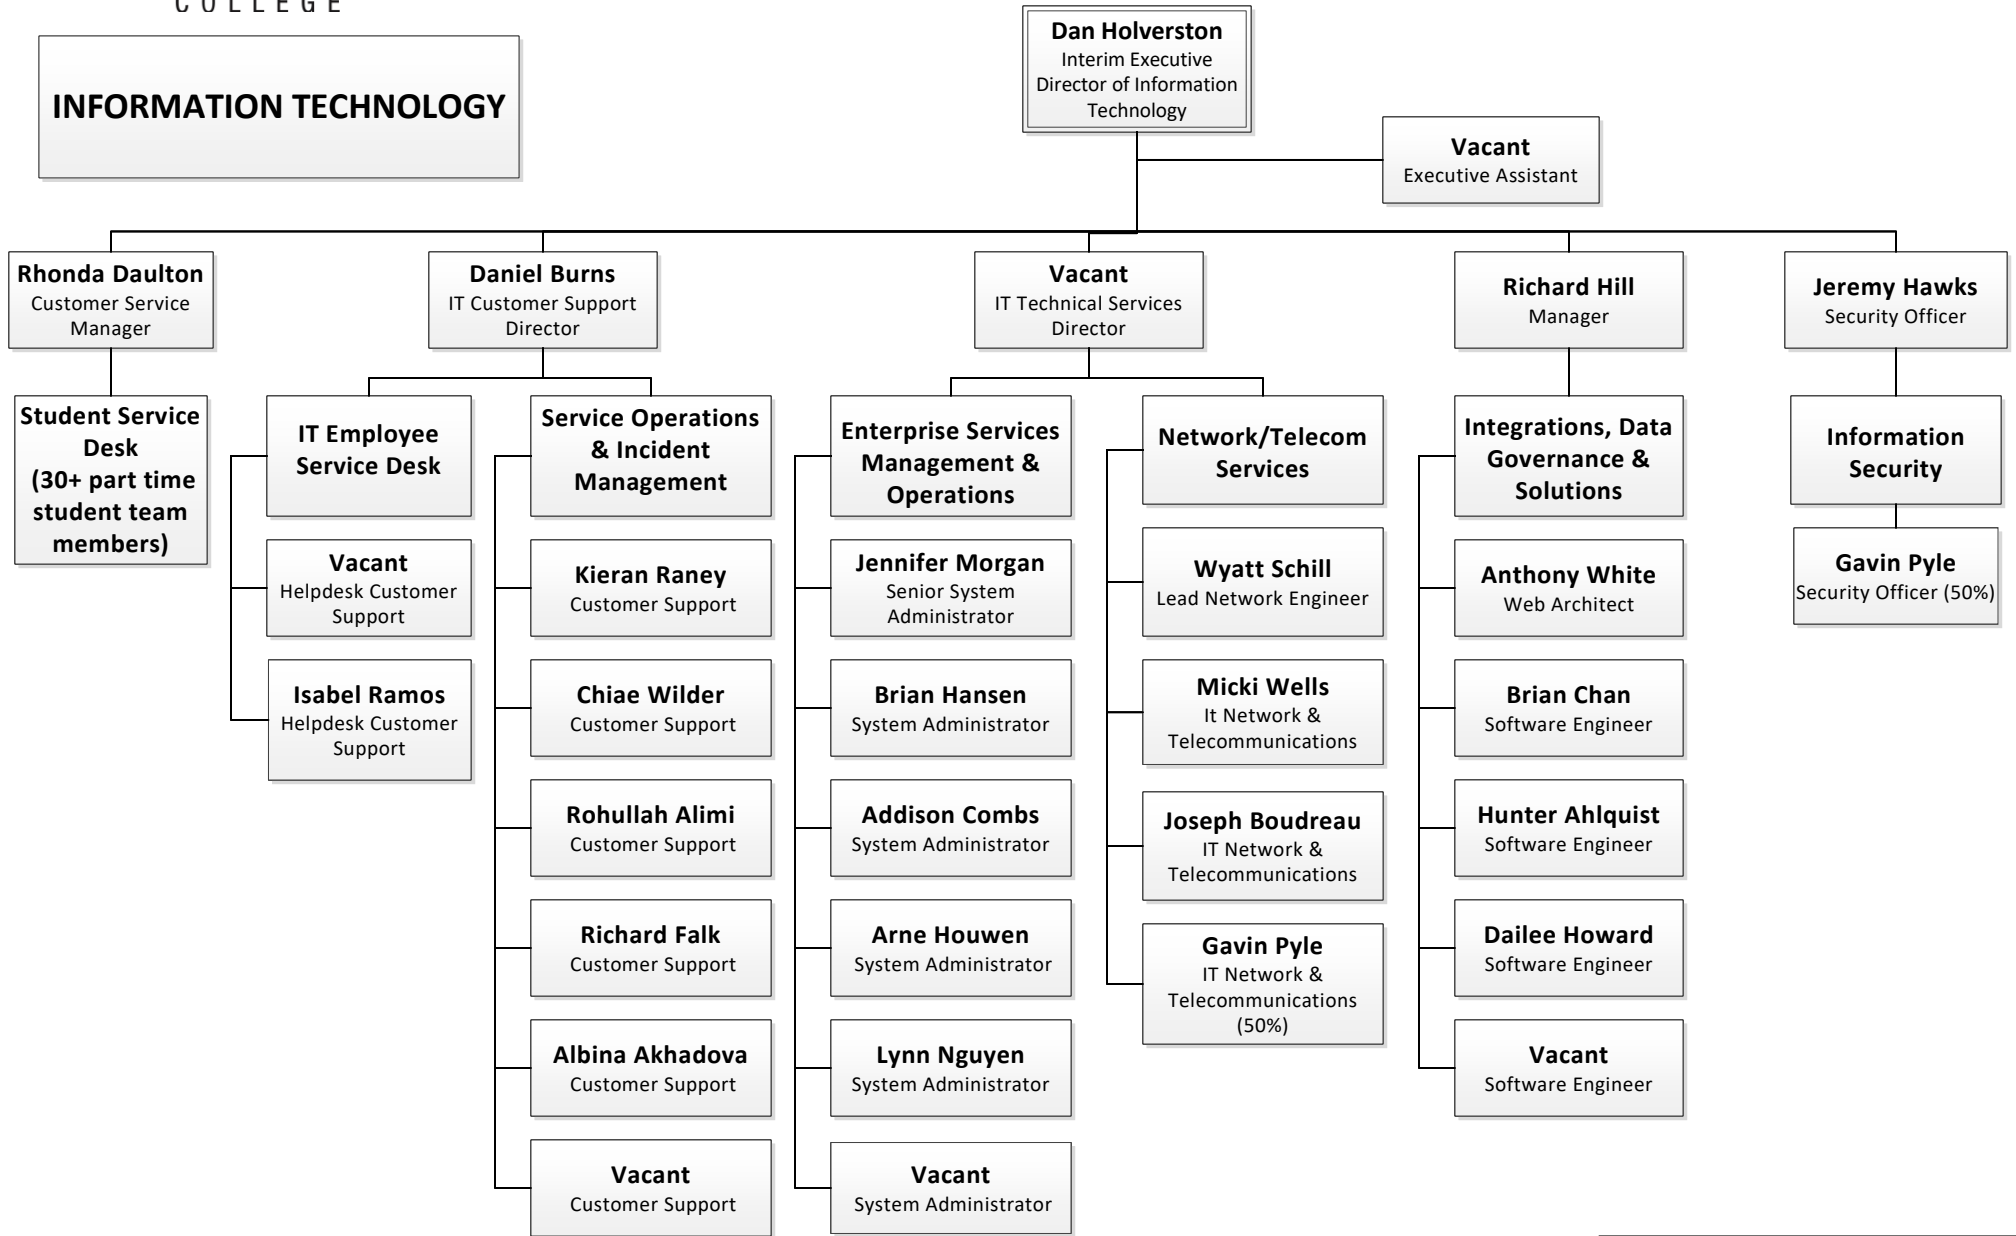 COLLEGE
INFORMATION TECHNOLOGY
Dan Holverston
Interim Executive
Director of Information
Technology
Vacant
Executive Assistant
Rhonda Daulton
Customer Service
Manager
Daniel Burns
IT Customer Support
Director
Vacant
IT Technical Services
Director
Richard Hill
Manager
Jeremy Hawks
Security Officer
Student Service
Desk
(30+ part time
student team
members)
IT Employee
Service Desk
Vacant
Helpdesk Customer
Support
Isabel Ramos
Helpdesk Customer
Support
Service Operations
& Incident
Management
Kieran Raney
Customer Support
Chiae Wilder
Customer Support
Rohullah Alimi
Customer Support
Richard Falk
Customer Support
Albina Akhadova
Customer Support
Vacant
Customer Support
Enterprise Services
Management &
Operations
Jennifer Morgan
Senior System
Administrator
Brian Hansen
System Administrator
Addison Combs
System Administrator
Arne Houwen
System Administrator
Lynn Nguyen
System Administrator
Vacant
System Administrator
Network/Telecom
Services
Wyatt Schill
Lead Network Engineer
Micki Wells
It Network &
Telecommunications
Joseph Boudreau
IT Network &
Telecommunications
Gavin Pyle
IT Network &
Telecommunications
(50%)
Integrations, Data
Governance &
Solutions
Anthony White
Web Architect
Brian Chan
Software Engineer
Hunter Ahlquist
Software Engineer
Dailee Howard
Software Engineer
Vacant
Software Engineer
Information
Security
Gavin Pyle
Security Officer (50%)